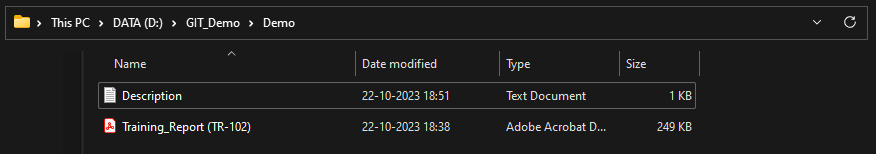 This PC > DATA (D:) > GIT_Demo > Demo
Name Date modified Type Size
Description 22-10-2023 18:51 Text Document 1 KB
Training_Report (TR-102) 22-10-2023 18:38 Adobe Acrobat D... 249 KB